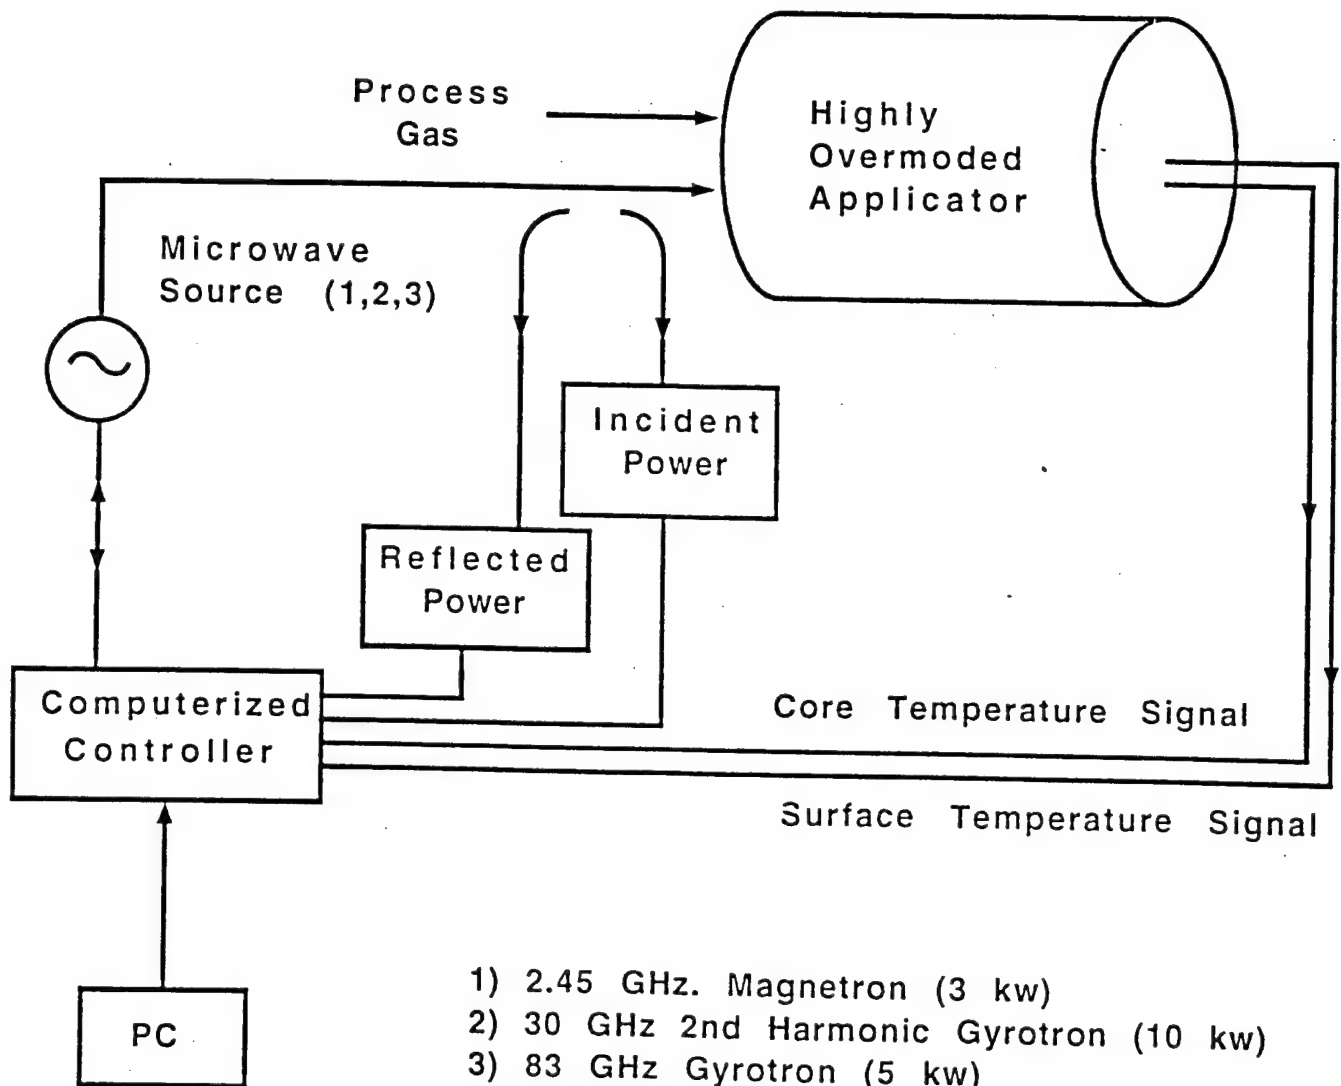 Process
Gas
Highly
Overmoded
Applicator
Microwave
Source (1,2,3)
Incident
Power
Reflected
Power
Computerized
Controller
Core Temperature Signal
Surface Temperature Signal
PC
1) 2.45 GHz. Magnetron (3 kw)
2) 30 GHz 2nd Harmonic Gyrotron (10 kw)
3) 83 GHz Gyrotron (5 kw)